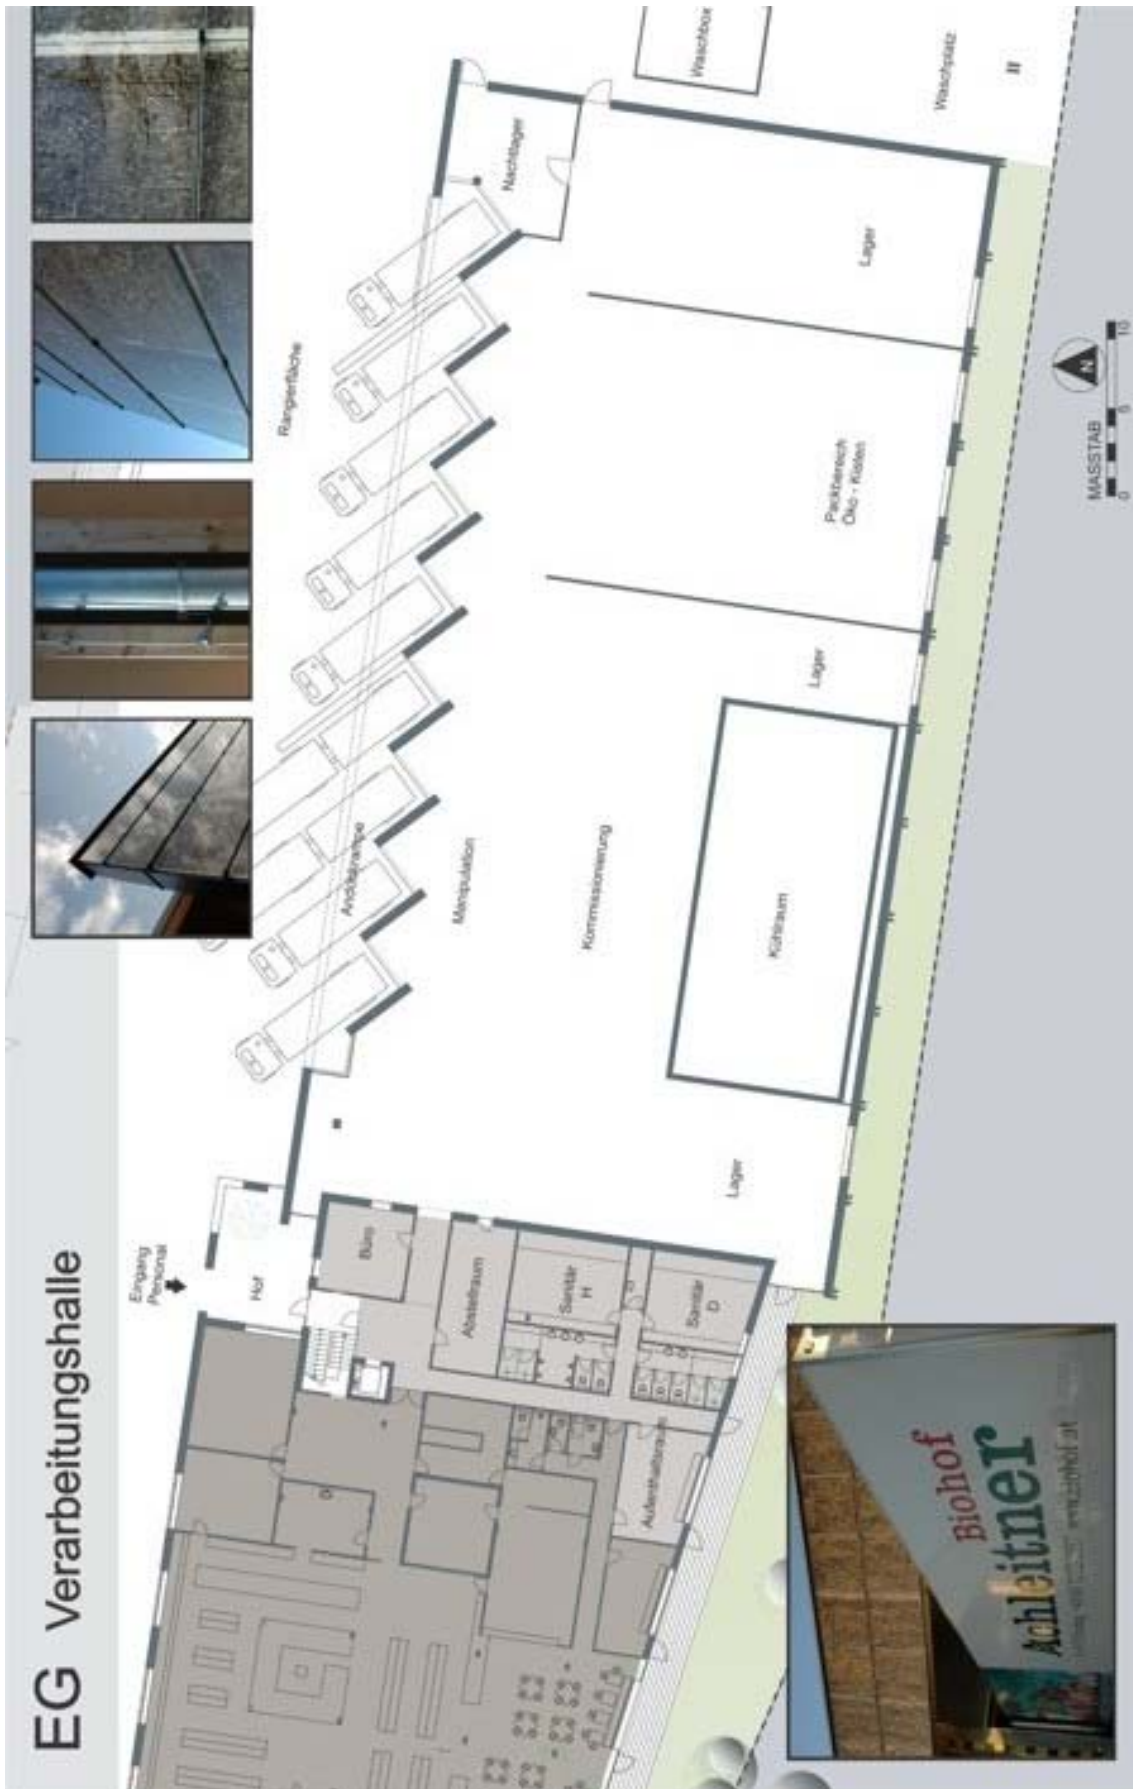 EG Verarbeitungshalle
Eingang
Personal
Hof
Büro
Abstellraum
Sanitär
H
Sanitär
D
Aufenthaltsraum
Rangierfläche
Andockrampe
Manipulation
Kommissionierung
Kühlraum
Lager
Lager
Packbereich
Öko - Kisten
Lager
Nachtlager
Waschbox
Waschplatz
MASSTAB
0 5 10
N
Biohof
Achleitner